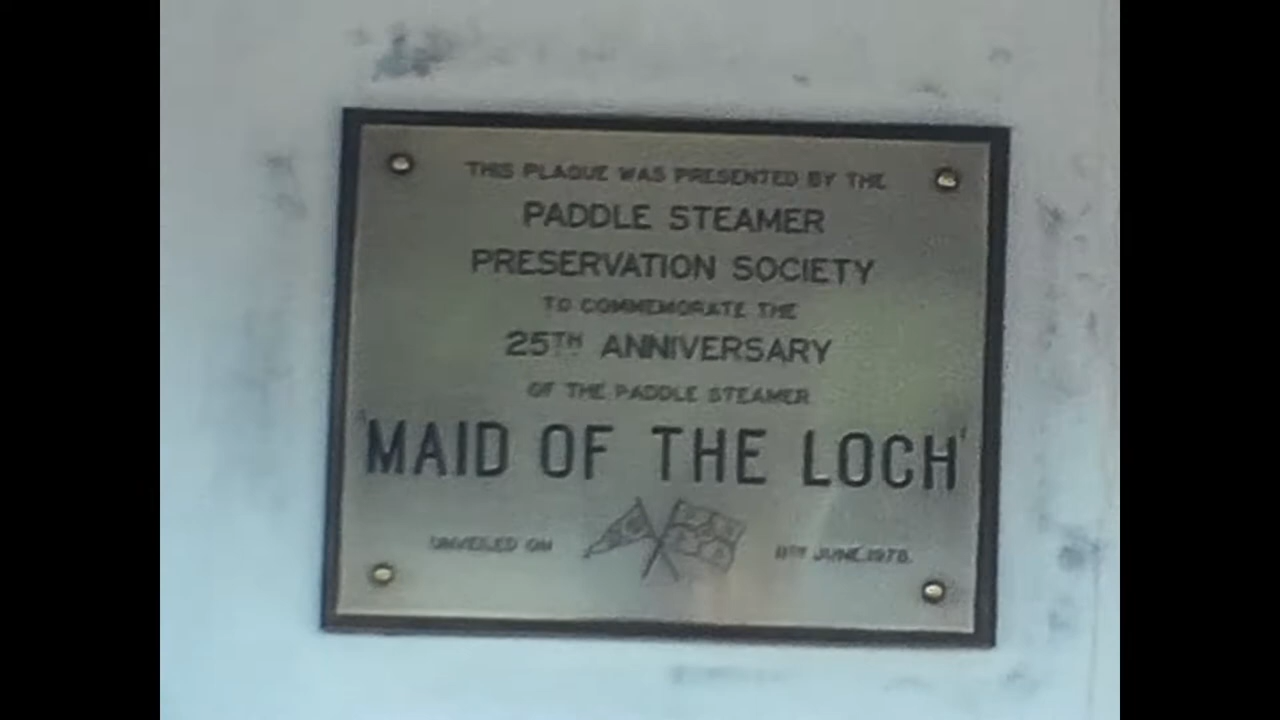 THIS PLAQUE WAS PRESENTED BY THE
PADDLE STEAMER
PRESERVATION SOCIETY
TO COMMEMORATE THE
25TH ANNIVERSARY
OF THE PADDLE STEAMER
'MAID OF THE LOCH'
UNVEILED ON 11TH JUNE.1978.